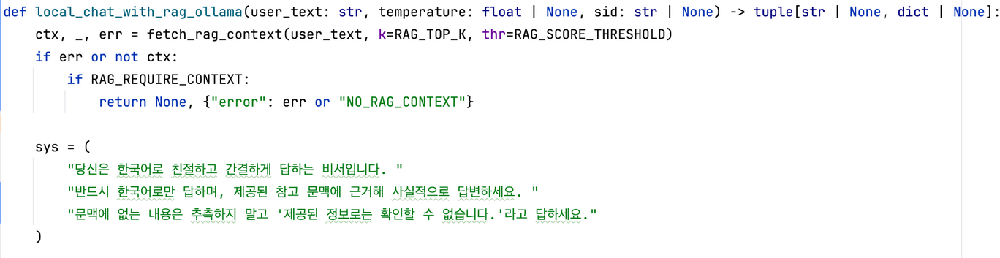 def local_chat_with_rag_ollama(user_text: str, temperature: float | None, sid: str | None) -> tuple[str | None, dict | None]:
    ctx, _, err = fetch_rag_context(user_text, k=RAG_TOP_K, thr=RAG_SCORE_THRESHOLD)
    if err or not ctx:
        if RAG_REQUIRE_CONTEXT:
            return None, {"error": err or "NO_RAG_CONTEXT"}

    sys = (
        "당신은 한국어로 친절하고 간결하게 답하는 비서입니다. "
        "반드시 한국어로만 답하며, 제공된 참고 문맥에 근거해 사실적으로 답변하세요. "
        "문맥에 없는 내용은 추측하지 말고 '제공된 정보로는 확인할 수 없습니다.'라고 답하세요."
    )